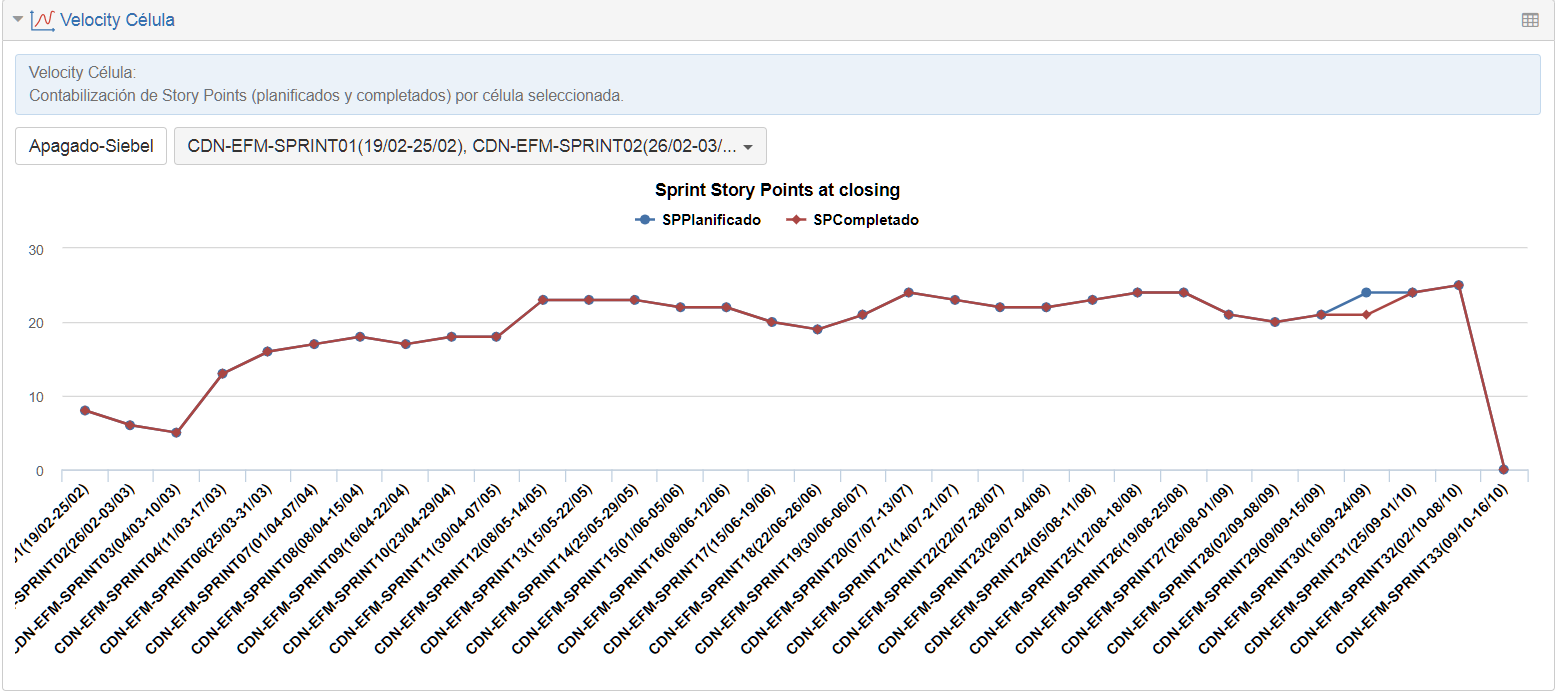 Velocity Célula
Velocity Célula:
Contabilización de Story Points (planificados y completados) por célula seleccionada.
Apagado-Siebel
CDN-EFM-SPRINT01(19/02-25/02), CDN-EFM-SPRINT02(26/02-03/...
Sprint Story Points at closing
SPPlanificado
SPCompletado
30
20
10
0
1(19/02-25/02)
-SPRINT02(26/02-03/03)
CDN-EFM-SPRINT03(04/03-10/03)
CDN-EFM-SPRINT04(11/03-17/03)
CDN-EFM-SPRINT06(25/03-31/03)
CDN-EFM-SPRINT07(01/04-07/04)
CDN-EFM-SPRINT08(08/04-15/04)
CDN-EFM-SPRINT09(16/04-22/04)
CDN-EFM-SPRINT10(23/04-29/04)
CDN-EFM-SPRINT11(30/04-07/05)
CDN-EFM-SPRINT12(08/05-14/05)
CDN-EFM-SPRINT13(15/05-22/05)
CDN-EFM-SPRINT14(25/05-29/05)
CDN-EFM-SPRINT15(01/06-05/06)
CDN-EFM-SPRINT16(08/06-12/06)
CDN-EFM-SPRINT17(15/06-19/06)
CDN-EFM-SPRINT18(22/06-26/06)
CDN-EFM-SPRINT19(30/06-06/07)
CDN-EFM-SPRINT20(07/07-13/07)
CDN-EFM-SPRINT21(14/07-21/07)
CDN-EFM-SPRINT22(22/07-28/07)
CDN-EFM-SPRINT23(29/07-04/08)
CDN-EFM-SPRINT24(05/08-11/08)
CDN-EFM-SPRINT25(12/08-18/08)
CDN-EFM-SPRINT26(19/08-25/08)
CDN-EFM-SPRINT27(26/08-01/09)
CDN-EFM-SPRINT28(02/09-08/09)
CDN-EFM-SPRINT29(09/09-15/09)
CDN-EFM-SPRINT30(16/09-24/09)
CDN-EFM-SPRINT31(25/09-01/10)
CDN-EFM-SPRINT32(02/10-08/10)
CDN-EFM-SPRINT33(09/10-16/10)